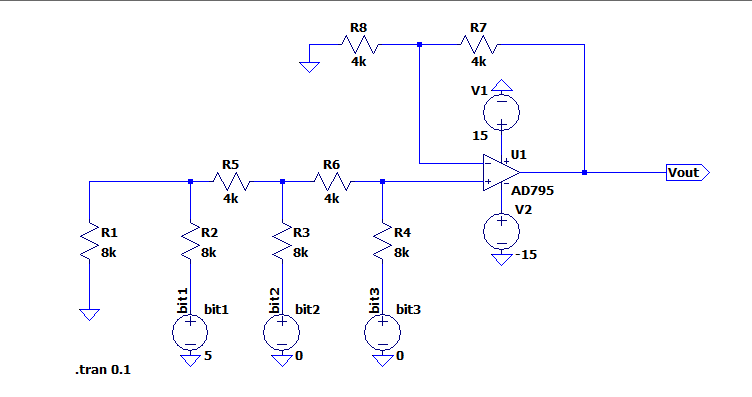 R8
4k
R7
4k
V1
15
U1
AD795
V2
-15
Vout
R5
4k
R6
4k
R1
8k
R2
8k
R3
8k
R4
8k
bit1
bit1
5
bit2
bit2
0
bit3
bit3
0
.tran 0.1